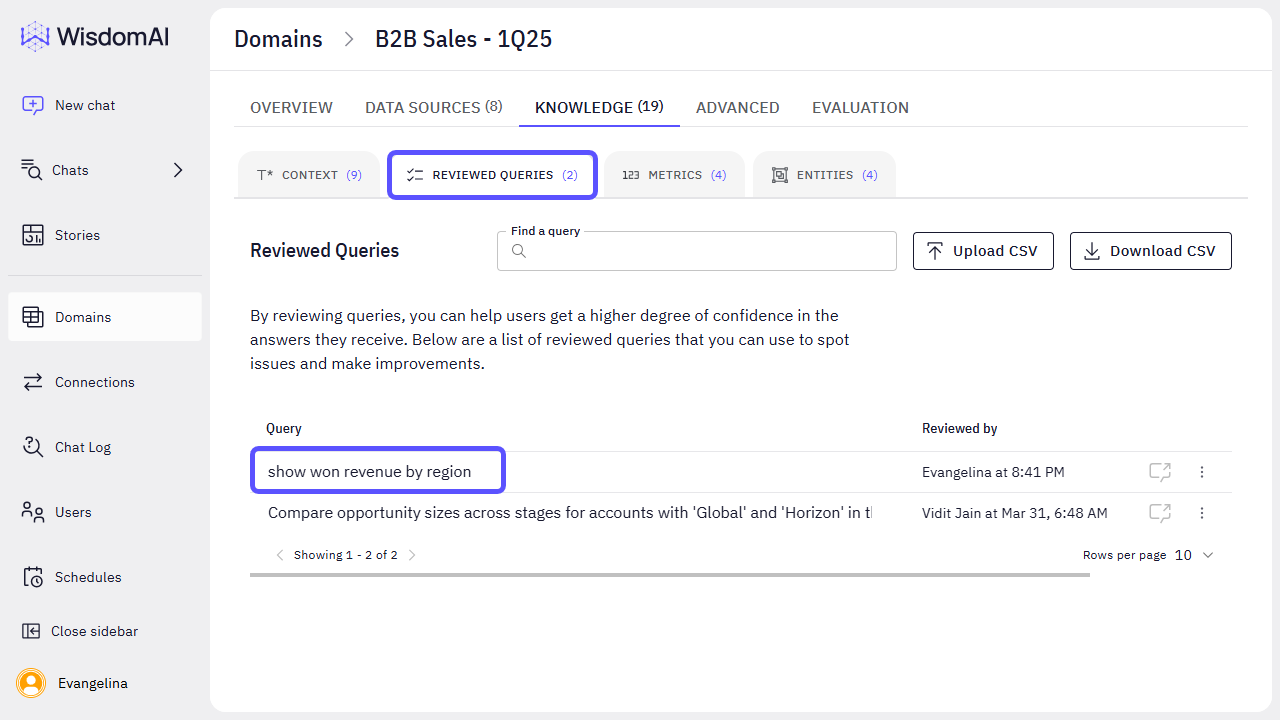 WisdomAI
New chat
Chats
Stories
Domains
Connections
Chat Log
Users
Schedules
Close sidebar
Evangelina
Domains > B2B Sales - 1Q25
OVERVIEW DATA SOURCES (8) KNOWLEDGE (19) ADVANCED EVALUATION
T* CONTEXT (9) REVIEWED QUERIES (2) 123 METRICS (4) ENTITIES (4)
Reviewed Queries
Find a query
Upload CSV Download CSV
By reviewing queries, you can help users get a higher degree of confidence in the
answers they receive. Below are a list of reviewed queries that you can use to spot
issues and make improvements.
Query Reviewed by
show won revenue by region Evangelina at 8:41 PM
Compare opportunity sizes across stages for accounts with 'Global' and 'Horizon' in Vidit Jain at Mar 31, 6:48 AM
Showing 1 - 2 of 2 Rows per page 10